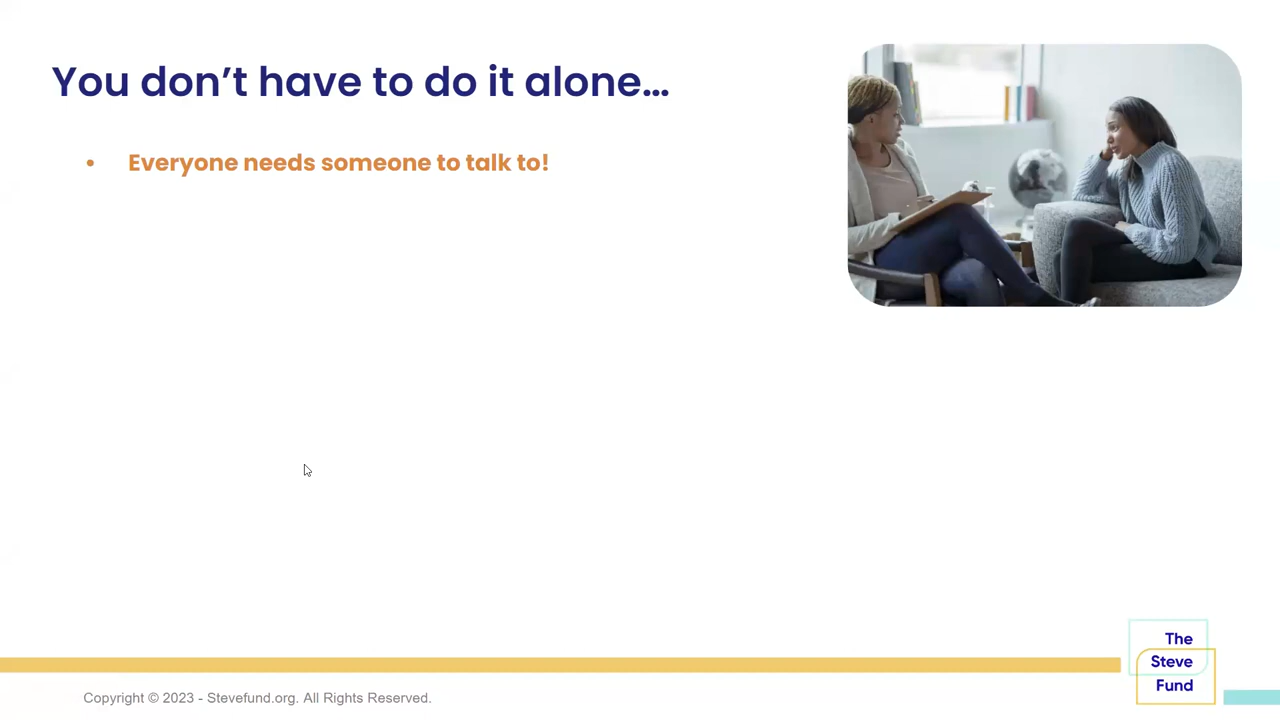 You don’t have to do it alone…
• Everyone needs someone to talk to!
The
Steve
Fund
Copyright © 2023 - Stevefund.org. All Rights Reserved.